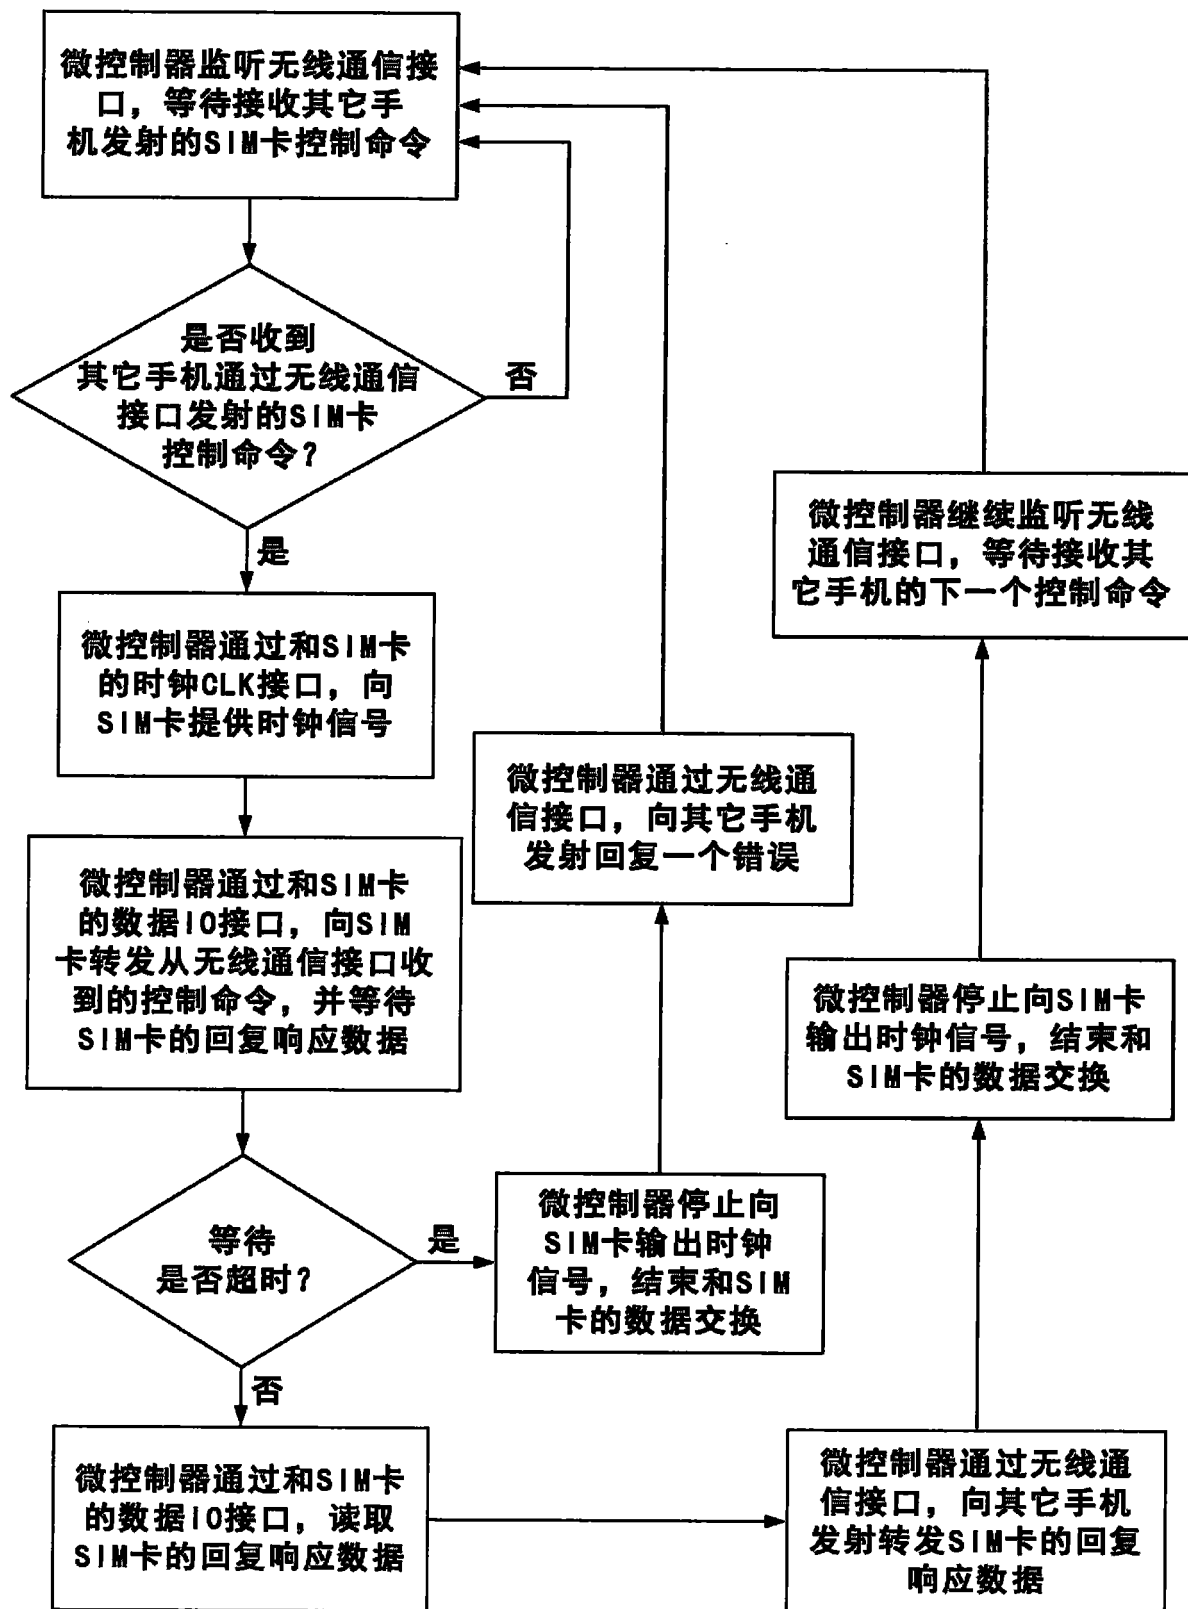 微控制器监听无线通信接
口，等待接收其它手
机发射的SIM卡控制命令
是否收到
其它手机通过无线通信
接口发射的SIM卡
控制命令？
否
是
微控制器通过和SIM卡
的时钟CLK接口，向
SIM卡提供时钟信号
微控制器通过和SIM卡
的数据IO接口，向SIM
卡转发从无线通信接口收
到的控制命令，并等待
SIM卡的回复响应数据
等待
是否超时？
是
否
微控制器停止向
SIM卡输出时钟
信号，结束和SIM
卡的数据交换
微控制器通过无线通
信接口，向其它手机
发射回复一个错误
微控制器通过和SIM卡
的数据IO接口，读取
SIM卡的回复响应数据
微控制器通过无线通
信接口，向其它手机
发射转发SIM卡的回复
响应数据
微控制器停止向SIM卡
输出时钟信号，结束和
SIM卡的数据交换
微控制器继续监听无线
通信接口，等待接收其
它手机的下一个控制命令